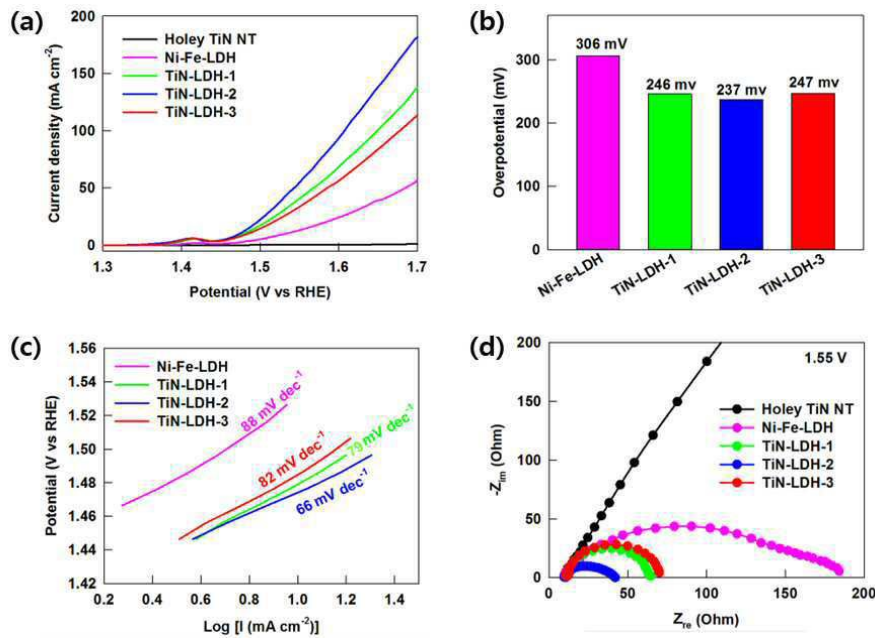 (a)
200
150
100
50
0
Current density (mA cm⁻²)
Holey TiN NT
Ni-Fe-LDH
TiN-LDH-1
TiN-LDH-2
TiN-LDH-3
1.3 1.4 1.5 1.6 1.7
Potential (V vs RHE)
(b)
300
200
100
0
Overpotential (mV)
306 mV
246 mv
237 mv
247 mv
Ni-Fe-LDH
TiN-LDH-1
TiN-LDH-2
TiN-LDH-3
(c)
1.56
1.54
1.52
1.50
1.48
1.46
1.44
1.42
Potential (V vs RHE)
Ni-Fe-LDH
TiN-LDH-1
TiN-LDH-2
TiN-LDH-3
88 mV dec⁻¹
82 mV dec⁻¹
79 mV dec⁻¹
66 mV dec⁻¹
0.2 0.6 1.0 1.4
Log [I (mA cm⁻²)]
(d)
200
150
100
50
0
-Zim (Ohm)
1.55 V
Holey TiN NT
Ni-Fe-LDH
TiN-LDH-1
TiN-LDH-2
TiN-LDH-3
0 50 100 150 200
Zre (Ohm)